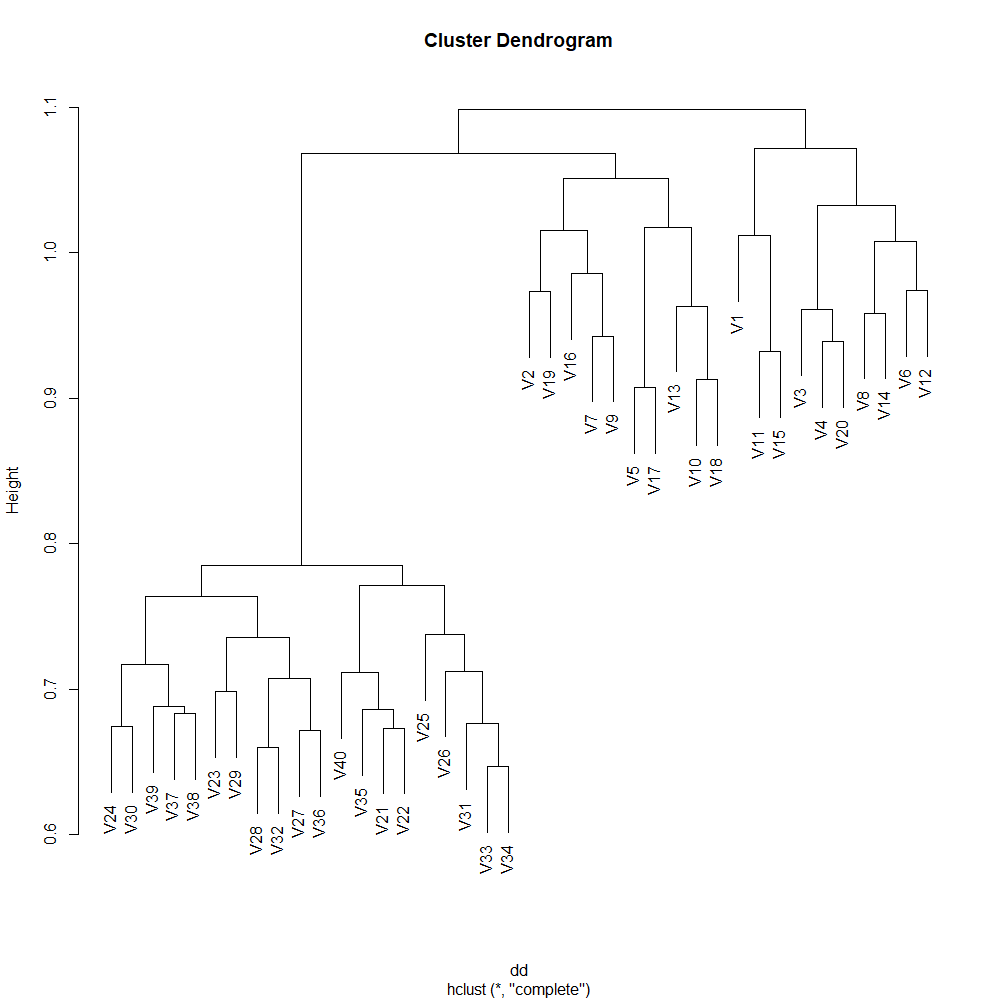 Cluster Dendrogram
Height
1.1
1.0
0.9
0.8
0.7
0.6
V24
V30
V39
V37
V38
V23
V29
V28
V32
V27
V36
V40
V35
V21
V22
V25
V26
V31
V33
V34
V2
V19
V16
V7
V9
V5
V17
V13
V10
V18
V1
V11
V15
V3
V4
V20
V8
V14
V6
V12
dd
hclust (*, "complete")